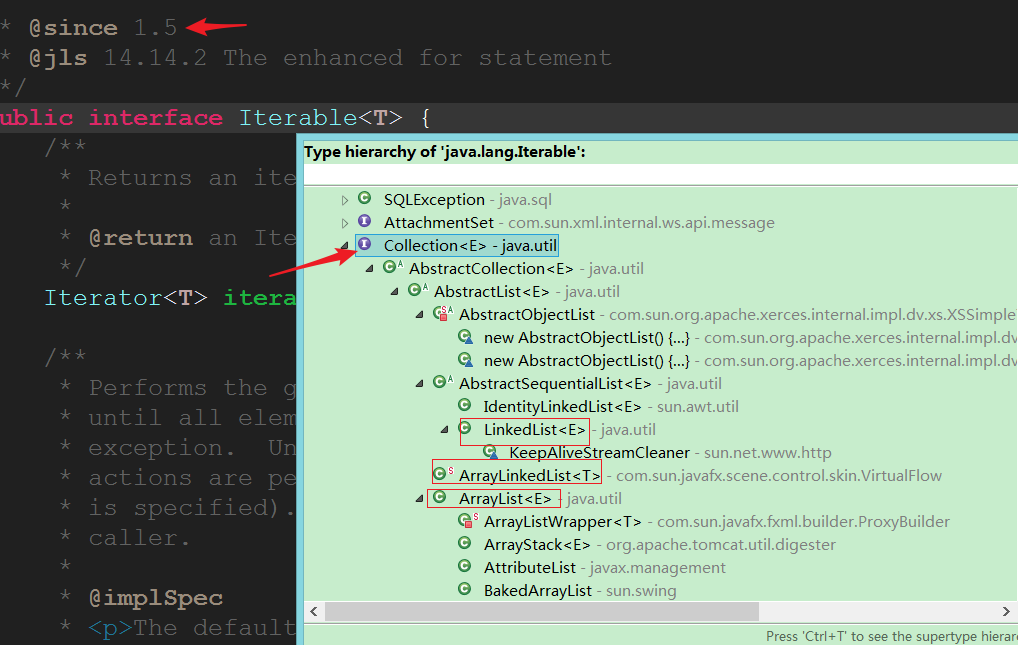 * @since 1.5
* @jls 14.14.2 The enhanced for statement
*/
ublic interface Iterable<T> {
/**
* Returns an ite
*
* @return an Ite
*/
Iterator<T> itera
/**
* Performs the g
* until all elem
* exception. Un
* actions are pe
* is specified).
* caller.
*
* @implSpec
* <p>The default
Type hierarchy of 'java.lang.Iterable':
SQLException - java.sql
AttachmentSet - com.sun.xml.internal.ws.api.message
Collection<E> - java.util
AbstractCollection<E> - java.util
AbstractList<E> - java.util
AbstractObjectList - com.sun.org.apache.xerces.internal.impl.dv.xs.XSSimple
new AbstractObjectList() {...} - com.sun.org.apache.xerces.internal.impl.dv
new AbstractObjectList() {...} - com.sun.org.apache.xerces.internal.impl.dv
AbstractSequentialList<E> - java.util
IdentityLinkedList<E> - sun.awt.util
LinkedList<E> - java.util
KeepAliveStreamCleaner - sun.net.www.http
ArrayLinkedList<T> - com.sun.javafx.scene.control.skin.VirtualFlow
ArrayList<E> - java.util
ArrayListWrapper<T> - com.sun.javafx.fxml.builder.ProxyBuilder
ArrayStack<E> - org.apache.tomcat.util.digester
AttributeList - javax.management
BakedArrayList - sun.swing
Press 'Ctrl+T' to see the supertype hierar